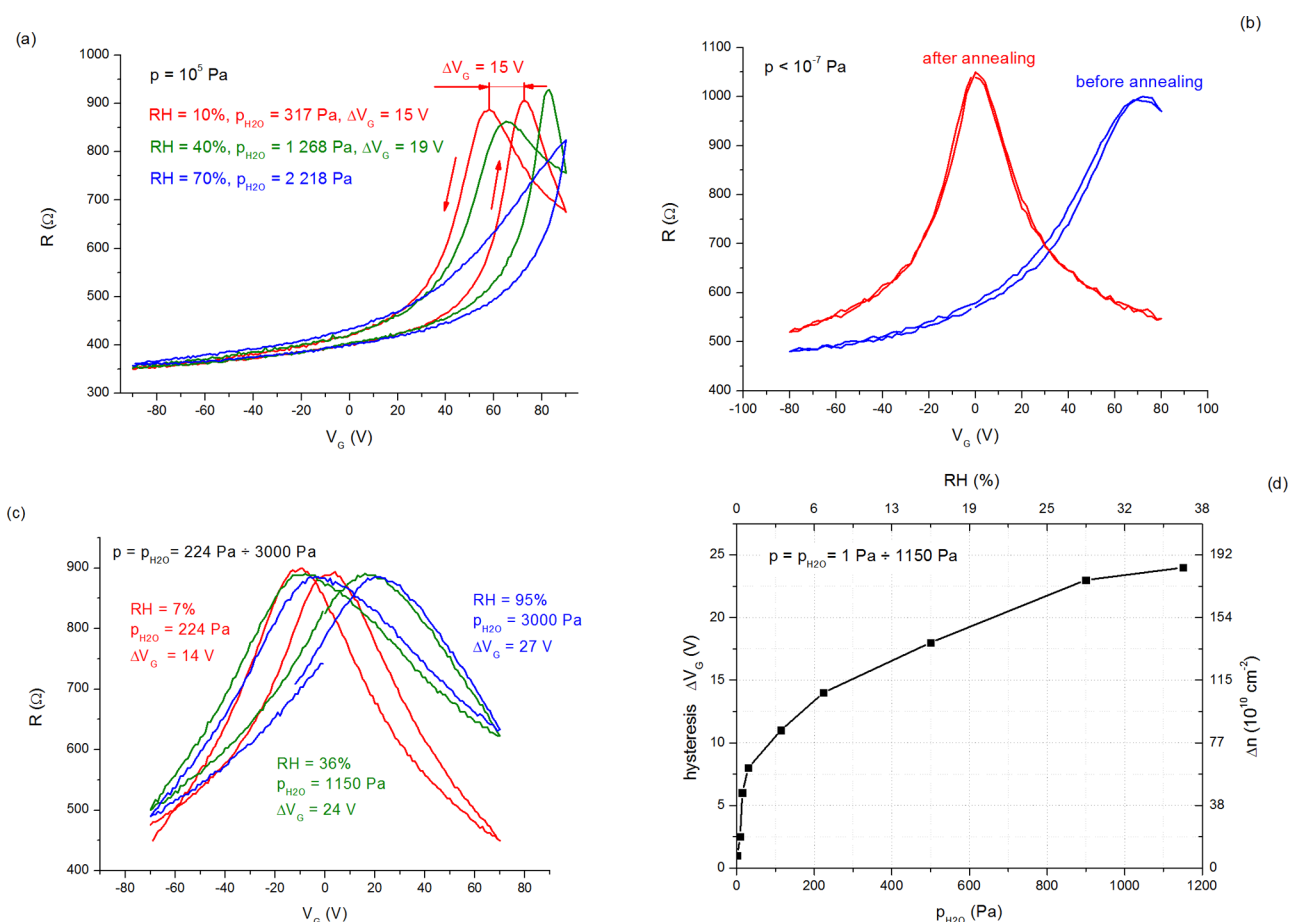 (a)
p = 10⁵ Pa
ΔV_G = 15 V
RH = 10%, p_H2O = 317 Pa, ΔV_G = 15 V
RH = 40%, p_H2O = 1 268 Pa, ΔV_G = 19 V
RH = 70%, p_H2O = 2 218 Pa
R (Ω)
1000
900
800
700
600
500
400
300
-80 -60 -40 -20 0 20 40 60 80
V_G (V)
(b)
p < 10⁻⁷ Pa
after annealing
before annealing
R (Ω)
1100
1000
900
800
700
600
500
400
-100 -80 -60 -40 -20 0 20 40 60 80 100
V_G (V)
(c)
p = p_H2O = 224 Pa ÷ 3000 Pa
RH = 7%
p_H2O = 224 Pa
ΔV_G = 14 V
RH = 95%
p_H2O = 3000 Pa
ΔV_G = 27 V
RH = 36%
p_H2O = 1150 Pa
ΔV_G = 24 V
R (Ω)
900
800
700
600
500
400
-80 -60 -40 -20 0 20 40 60 80
V_G (V)
(d)
RH (%)
0 6 13 19 25 32 38
p = p_H2O = 1 Pa ÷ 1150 Pa
hysteresis ΔV_G (V)
25
20
15
10
5
0
Δn (10¹⁰ cm⁻²)
192
154
115
77
38
0
0 200 400 600 800 1000 1200
p_H2O (Pa)